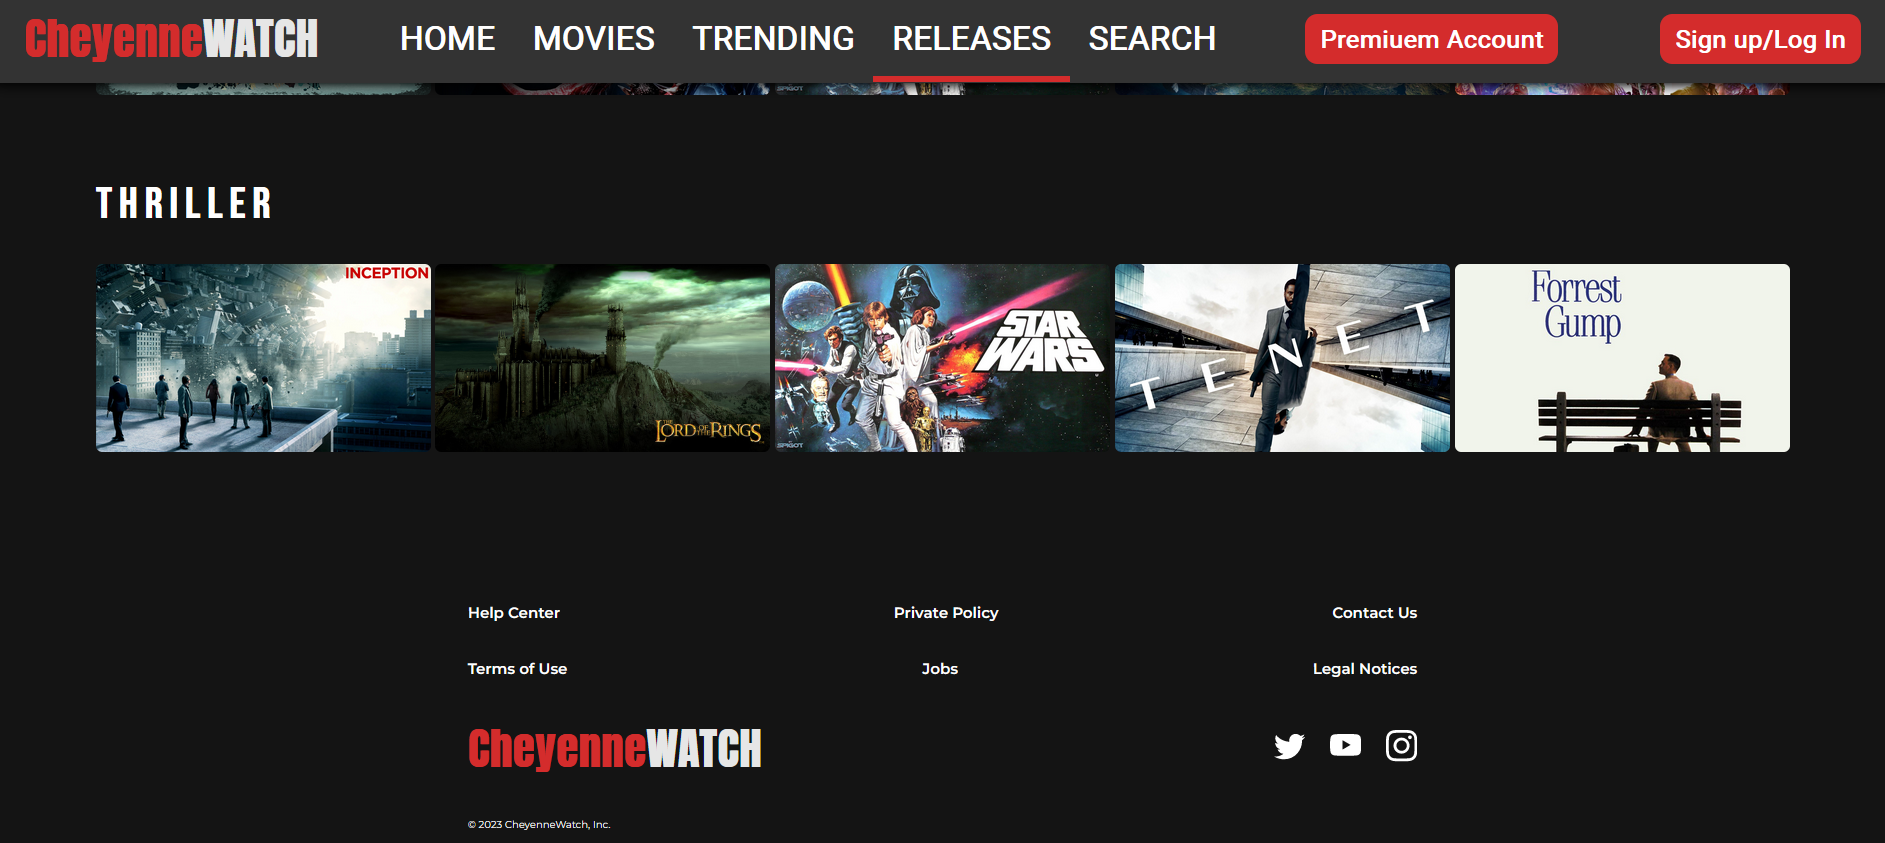 CheyenneWATCH
HOME MOVIES TRENDING RELEASES SEARCH
Premiuem Account
Sign up/Log In
SPIGOT
THRILLER
INCEPTION
THE LORD OF THE RINGS
STAR WARS
SPIGOT
TENET
Forrest
Gump
Help Center Private Policy Contact Us
Terms of Use Jobs Legal Notices
CheyenneWATCH
© 2023 CheyenneWatch, Inc.